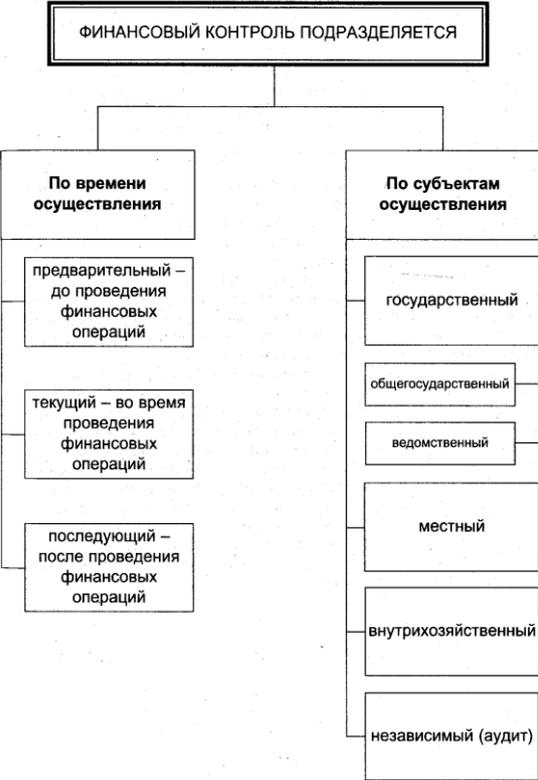 ФИНАНСОВЫЙ КОНТРОЛЬ ПОДРАЗДЕЛЯЕТСЯ
По времени
осуществления
предварительный –
до проведения
финансовых
операций
текущий – во время
проведения
финансовых
операций
последующий –
после проведения
финансовых
операций
По субъектам
осуществления
государственный
общегосударственный
ведомственный
местный
внутрихозяйственный
независимый (аудит)